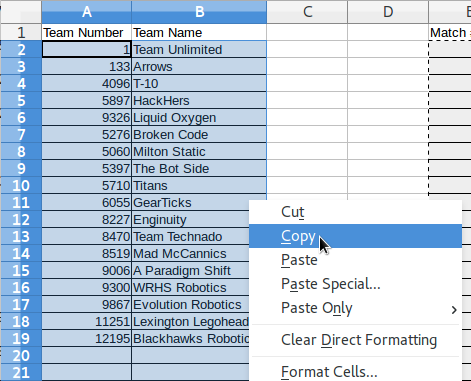 A B C D E
1 Team Number Team Name Match
2 1 Team Unlimited
3 133 Arrows
4 4096 T-10
5 5897 HackHers
6 9326 Liquid Oxygen
7 5276 Broken Code
8 5060 Milton Static
9 5397 The Bot Side
10 5710 Titans
11 6055 GearTicks
12 8227 Enginuity
13 8470 Team Technado
14 8519 Mad McCannics
15 9006 A Paradigm Shift
16 9300 WRHS Robotics
17 9867 Evolution Robotics
18 11251 Lexington Legohead
19 12195 Blackhawks Robotic
20
21
Cut
Copy
Paste
Paste Special...
Paste Only
Clear Direct Formatting
Format Cells...